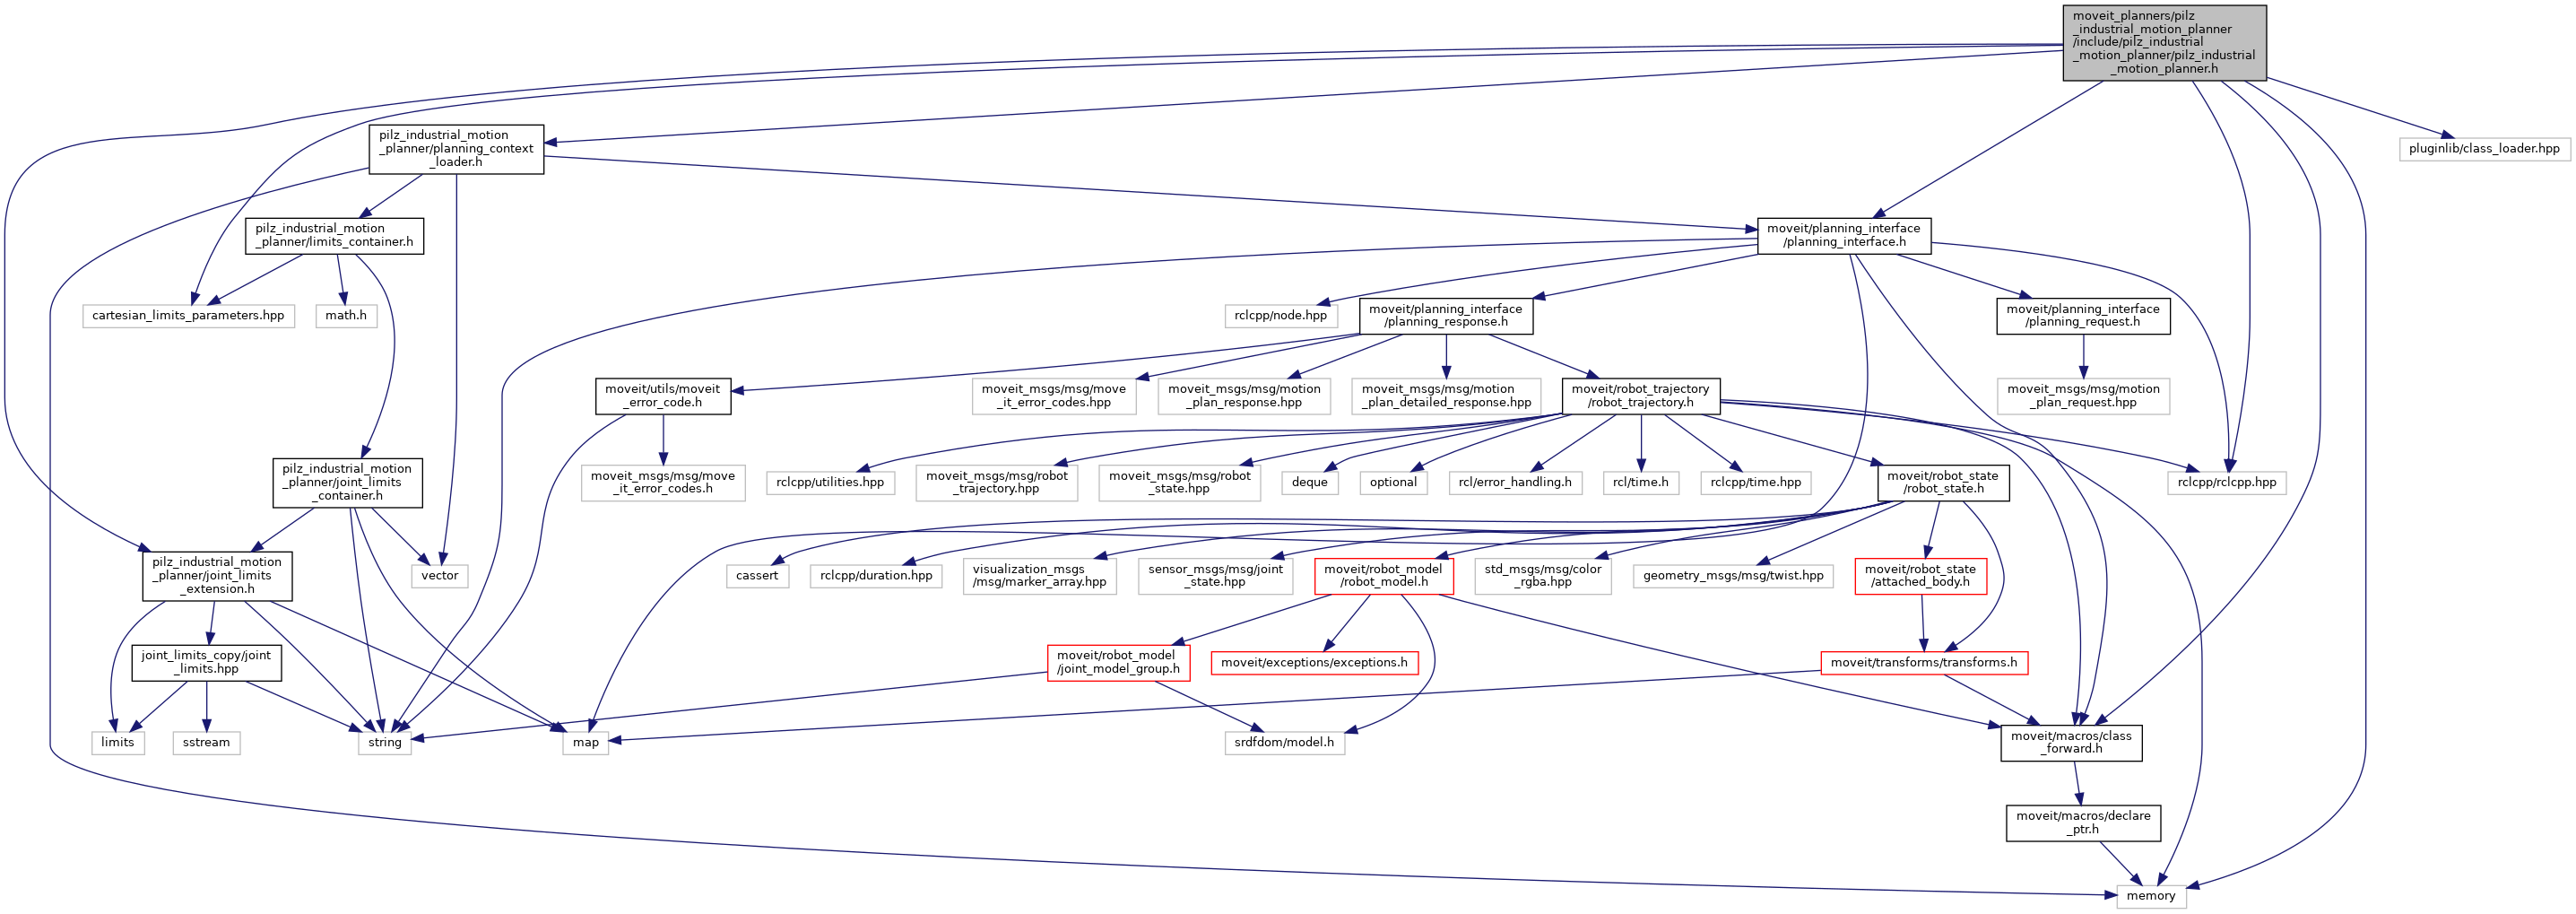 moveit_planners/pilz
_industrial_motion_planner
/include/pilz_industrial
_motion_planner/pilz_industrial
_motion_planner.h
pilz_industrial_motion
_planner/planning_context
_loader.h
pluginlib/class_loader.hpp
pilz_industrial_motion
_planner/limits_container.h
moveit/planning_interface
/planning_interface.h
cartesian_limits_parameters.hpp
math.h
rclcpp/node.hpp
moveit/planning_interface
/planning_response.h
moveit/planning_interface
/planning_request.h
moveit/utils/moveit
_error_code.h
moveit_msgs/msg/move
_it_error_codes.hpp
moveit_msgs/msg/motion
_plan_response.hpp
moveit_msgs/msg/motion
_plan_detailed_response.hpp
moveit/robot_trajectory
/robot_trajectory.h
moveit_msgs/msg/motion
_plan_request.hpp
pilz_industrial_motion
_planner/joint_limits
_container.h
moveit_msgs/msg/move
_it_error_codes.h
rclcpp/utilities.hpp
moveit_msgs/msg/robot
_trajectory.hpp
moveit_msgs/msg/robot
_state.hpp
deque
optional
rcl/error_handling.h
rcl/time.h
rclcpp/time.hpp
moveit/robot_state
/robot_state.h
rclcpp/rclcpp.hpp
pilz_industrial_motion
_planner/joint_limits
_extension.h
vector
cassert
rclcpp/duration.hpp
visualization_msgs
/msg/marker_array.hpp
sensor_msgs/msg/joint
_state.hpp
moveit/robot_model
/robot_model.h
std_msgs/msg/color
_rgba.hpp
geometry_msgs/msg/twist.hpp
moveit/robot_state
/attached_body.h
joint_limits_copy/joint
_limits.hpp
moveit/robot_model
/joint_model_group.h
moveit/exceptions/exceptions.h
moveit/transforms/transforms.h
limits
sstream
string
map
srdfdom/model.h
moveit/macros/class
_forward.h
moveit/macros/declare
_ptr.h
memory